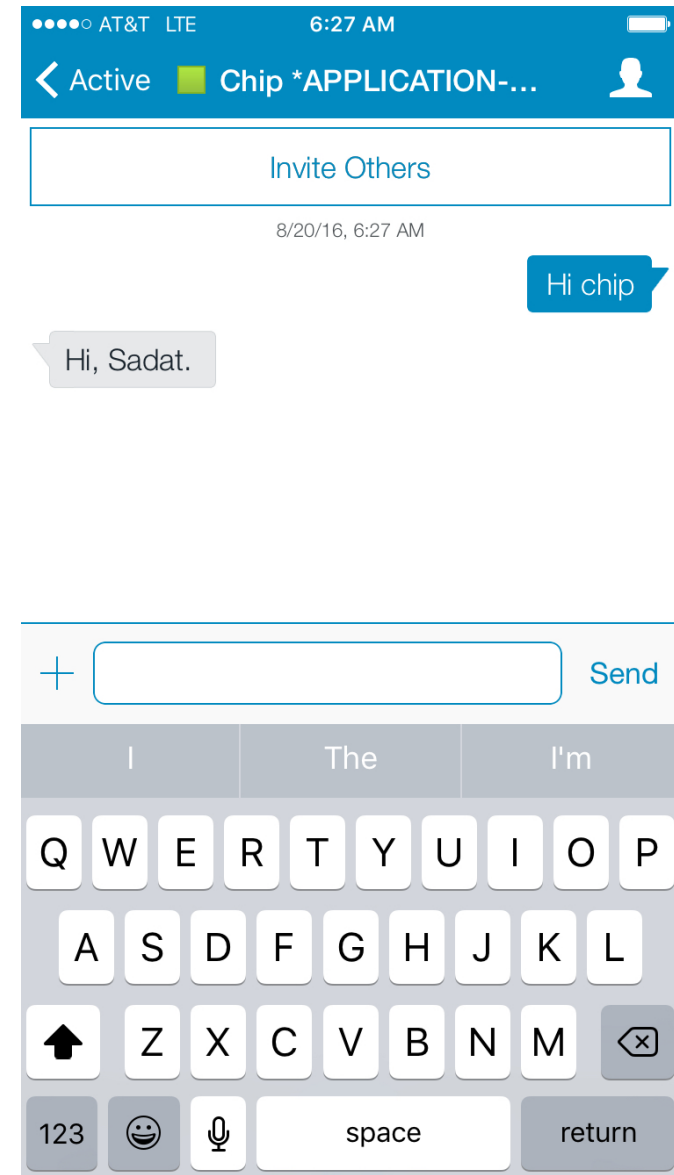 ●●●●○ AT&T LTE 6:27 AM
Active Chip *APPLICATION-...
Invite Others
8/20/16, 6:27 AM
Hi chip
Hi, Sadat.
Send
I The I'm
Q W E R T Y U I O P
A S D F G H J K L
Z X C V B N M
123 space return